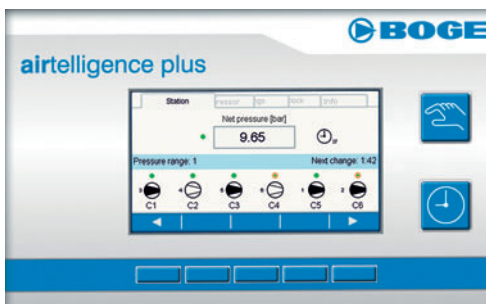 BOGE
airtelligence plus
Station
Net pressure [bar]
9.65
Pressure range: 1
Next change: 1:42
C1 C2 C3 C4 C5 C6